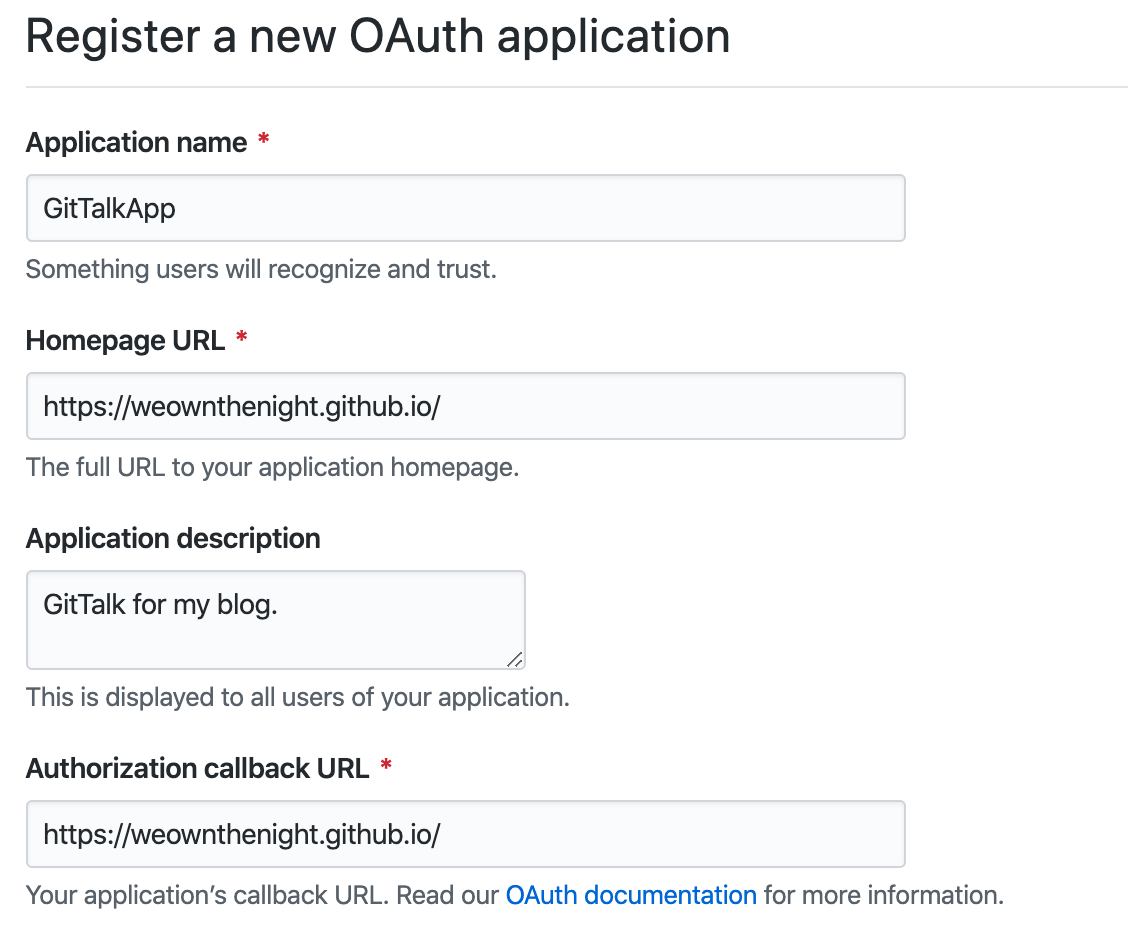 Register a new OAuth application
Application name *
GitTalkApp
Something users will recognize and trust.
Homepage URL *
https://weownthenight.github.io/
The full URL to your application homepage.
Application description
GitTalk for my blog.
This is displayed to all users of your application.
Authorization callback URL *
https://weownthenight.github.io/
Your application’s callback URL. Read our OAuth documentation for more information.